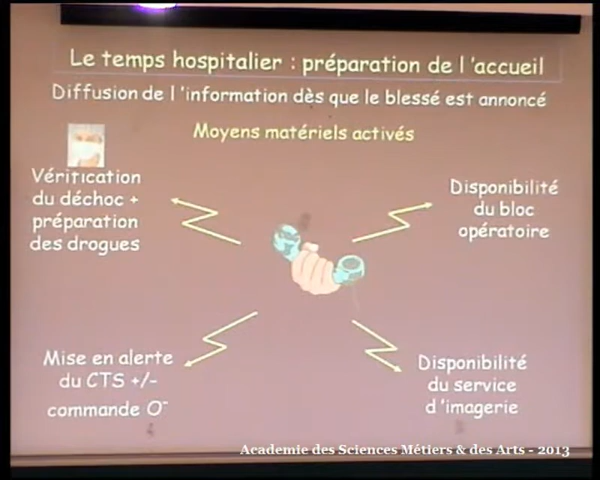 Le temps hospitalier : préparation de l 'accueil
Diffusion de l 'information dès que le blessé est annoncé
Moyens matériels activés
Vérification
du déchoc +
préparation
des drogues
Disponibilité
du bloc
opératoire
Mise en alerte
du CTS +/-
commande O⁻
Disponibilité
du service
d 'imagerie
Academie des Sciences Métiers & des Arts - 2013